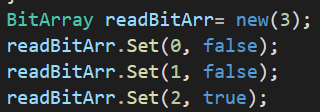 BitArray readBitArr= new(3);
readBitArr.Set(0, false);
readBitArr.Set(1, false);
readBitArr.Set(2, true);